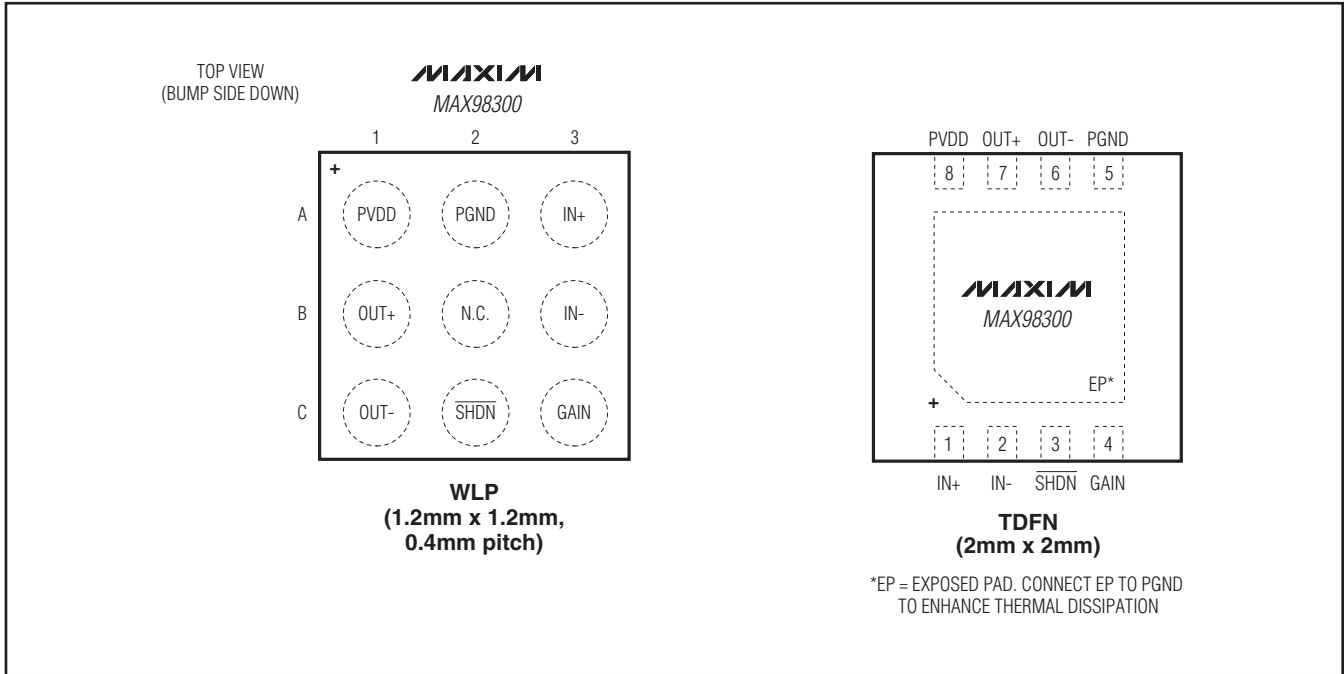 TOP VIEW
(BUMP SIDE DOWN)
MAXIM
MAX98300
1 2 3
+
A PVDD PGND IN+
B OUT+ N.C. IN-
C OUT- SHDN GAIN
WLP
(1.2mm x 1.2mm,
0.4mm pitch)
PVDD OUT+ OUT- PGND
8 7 6 5
MAXIM
MAX98300
EP*
+
1 2 3 4
IN+ IN- SHDN GAIN
TDFN
(2mm x 2mm)
*EP = EXPOSED PAD. CONNECT EP TO PGND
TO ENHANCE THERMAL DISSIPATION